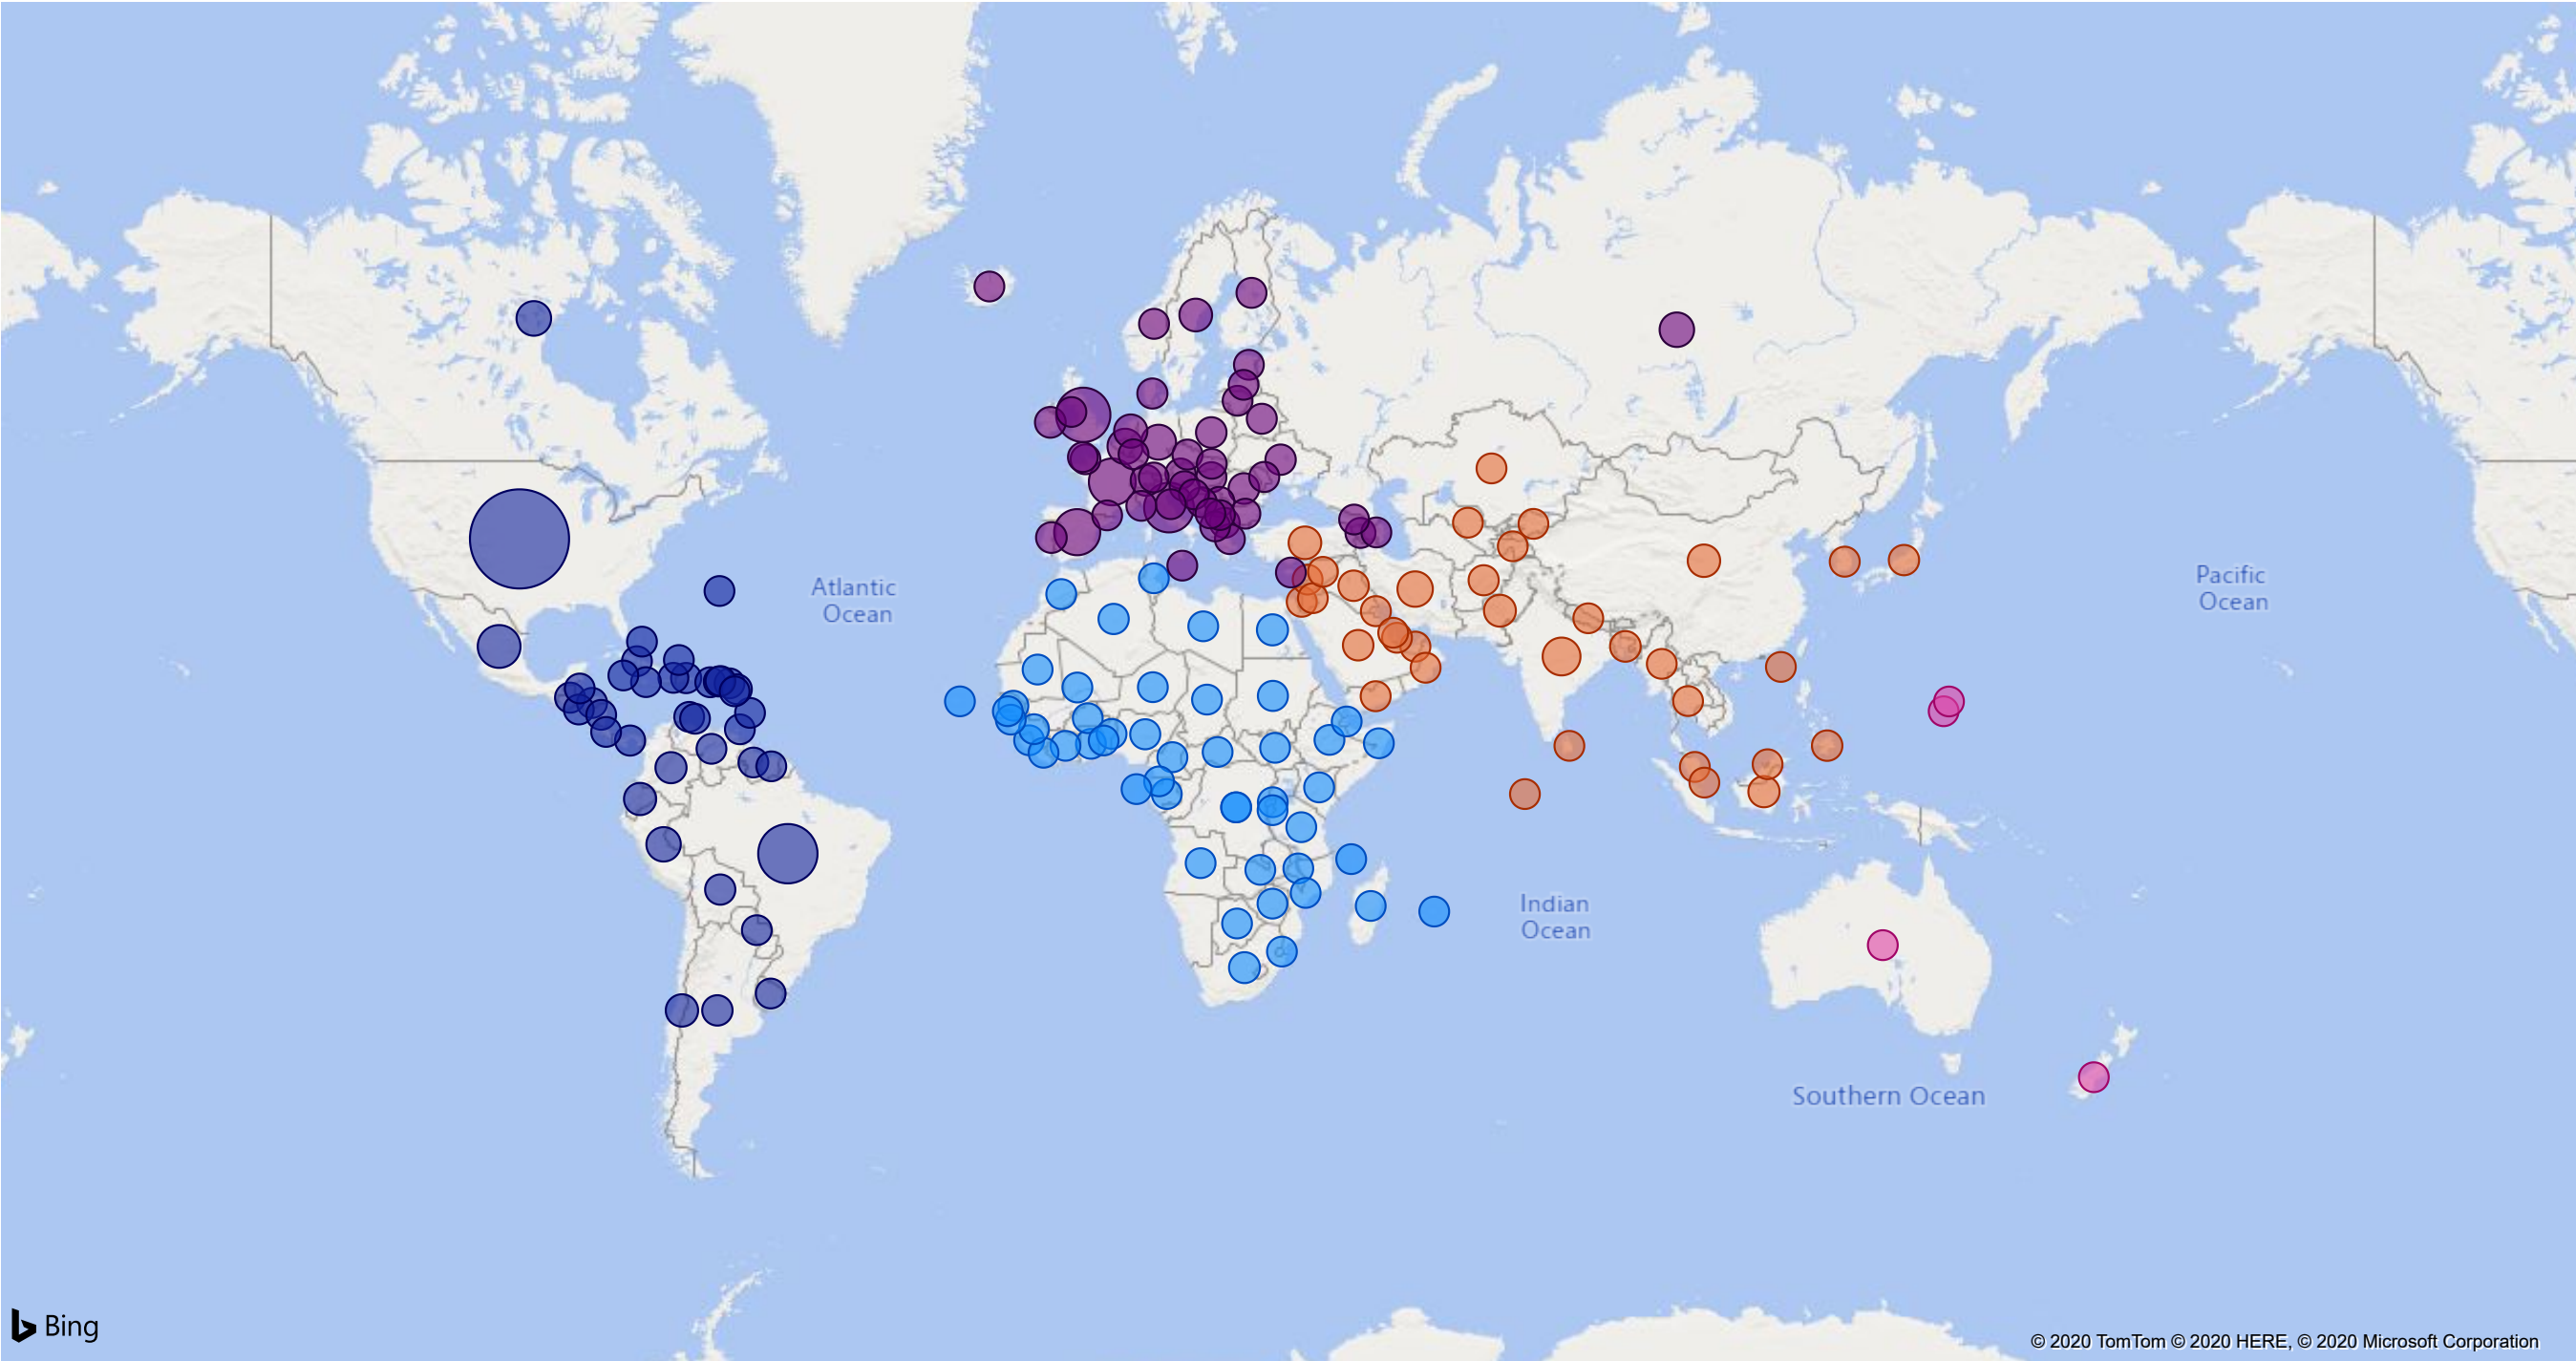 Atlantic
Ocean
Pacific
Ocean
Indian
Ocean
Southern Ocean
Bing
© 2020 TomTom © 2020 HERE, © 2020 Microsoft Corporation